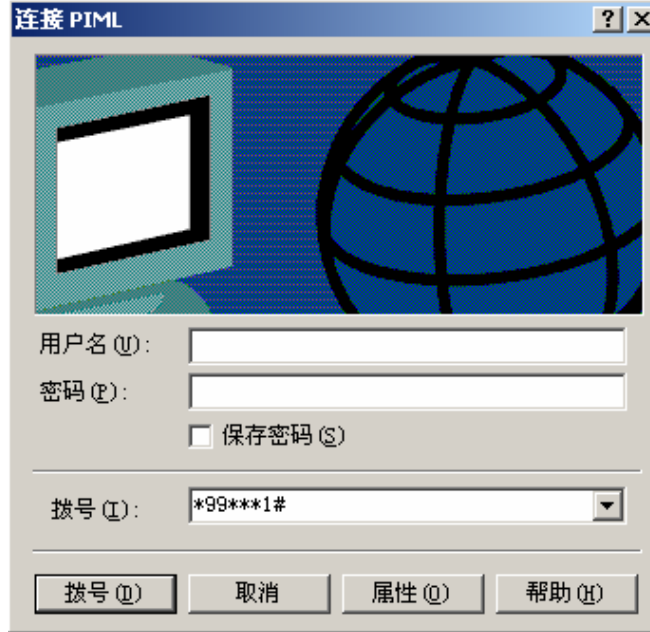 连接 PIML
用户名(U):
密码(P):
保存密码(S)
拨号(I): *99***1#
拨号(D) 取消 属性(O) 帮助(H)